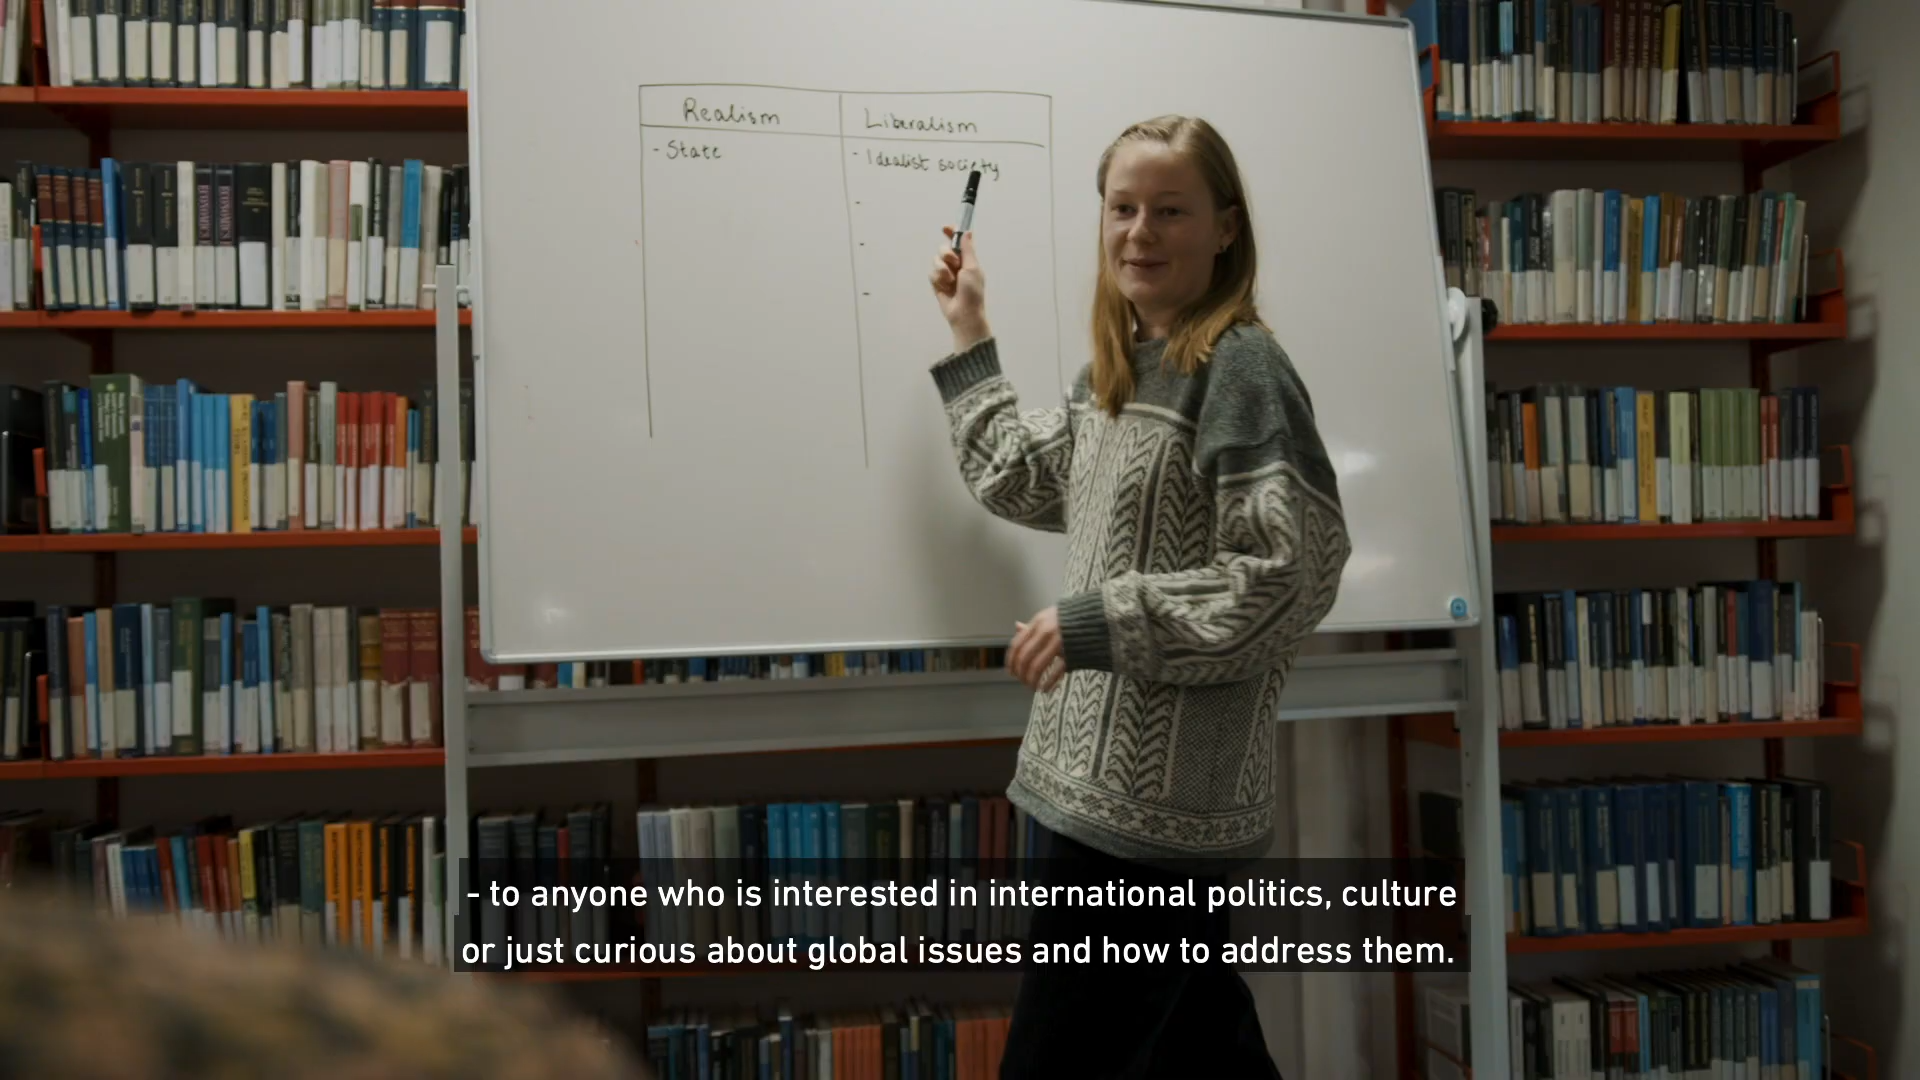 Realism
Liberalism
- State
- Idealist society
-
-
-
- to anyone who is interested in international politics, culture
or just curious about global issues and how to address them.